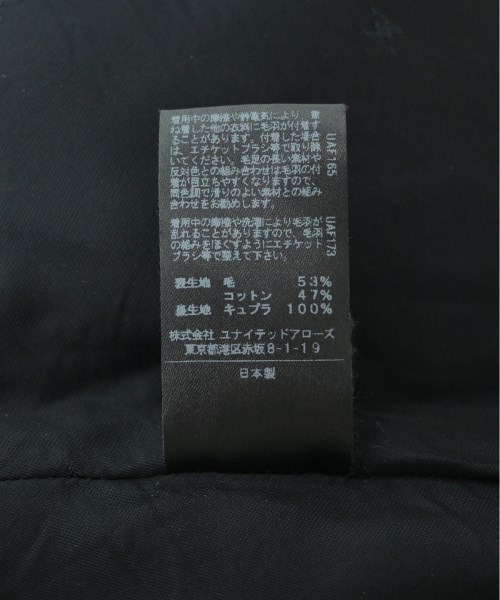 着用中の摩擦や静電気により、重
ね着した他の衣料に毛羽が付着す
ることがあります。付着した場合
は、エチケットブラシ等で取り除
いてください。毛足の長い素材や
反対色との組み合わせは毛羽の付
着が目立ちやすくなりますので、
同色調で滑りのよい素材との組み
合わせをお勧めします。
UAF165
着用中の摩擦や洗濯により毛羽が
乱れることがありますので、毛羽
の絡みをほぐすようにエチケット
ブラシ等で整えて下さい。
UAF173
表生地 毛 53%
コットン 47%
裏生地 キュプラ 100%
株式会社 ユナイテッドアローズ
東京都港区赤坂8-1-19
日本製